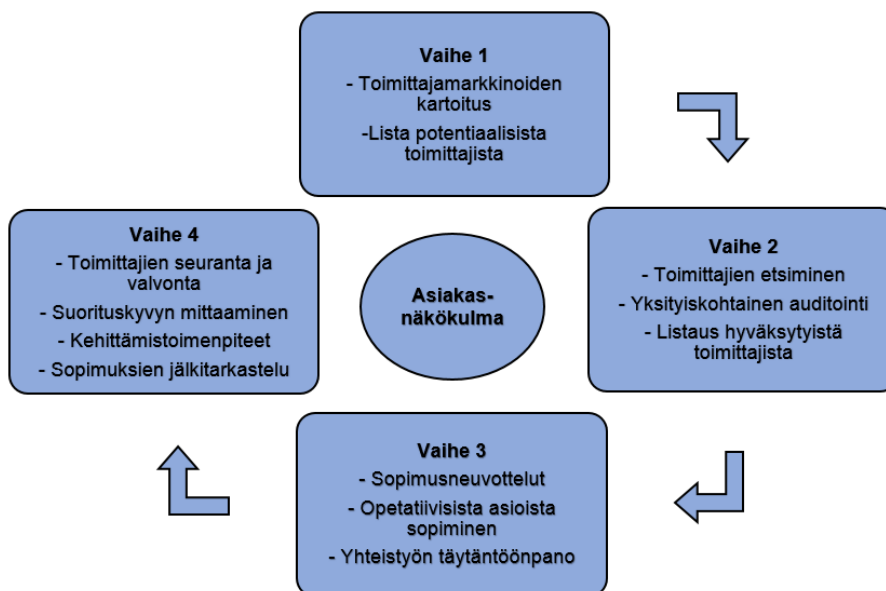 Vaihe 1
- Toimittajamarkkinoiden
kartoitus
-Lista potentiaalisista
toimittajista
Vaihe 2
- Toimittajien etsiminen
- Yksityiskohtainen auditointi
- Listaus hyväksytyistä
toimittajista
Vaihe 3
- Sopimusneuvottelut
- Opetatiivisista asioista
sopiminen
- Yhteistyön täytäntöönpano
Vaihe 4
- Toimittajien seuranta ja
valvonta
- Suorituskyvyn mittaaminen
- Kehittämistoimenpiteet
- Sopimuksien jälkitarkastelu
Asiakas-
näkökulma